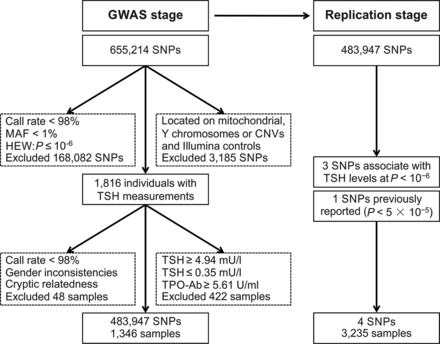 GWAS stage
655,214 SNPs
Call rate < 98%
MAF < 1%
HEW: P ≤ 10-6
Excluded 168,082 SNPs
Located on mitochondrial,
Y chromosomes or CNVs
and Illumina controls
Excluded 3,185 SNPs
1,816 individuals with
TSH measurements
Call rate < 98%
Gender inconsistencies
Cryptic relatedness
Excluded 48 samples
TSH ≥ 4.94 mU/l
TSH ≤ 0.35 mU/l
TPO-Ab ≥ 5.61 U/ml
Excluded 422 samples
483,947 SNPs
1,346 samples
Replication stage
483,947 SNPs
3 SNPs associate with
TSH levels at P < 10−6
1 SNPs previously
reported (P < 5 × 10−5)
4 SNPs
3,235 samples